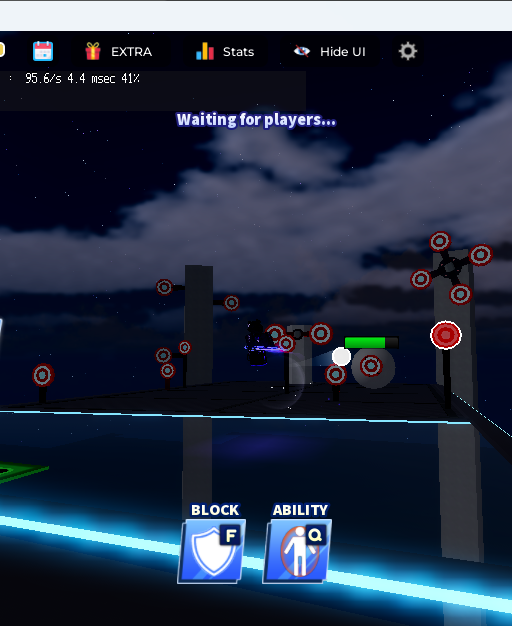 EXTRA
Stats
Hide UI
: 95.6/s 4.4 msec 41%
Waiting for players...
BLOCK
ABILITY
F
Q